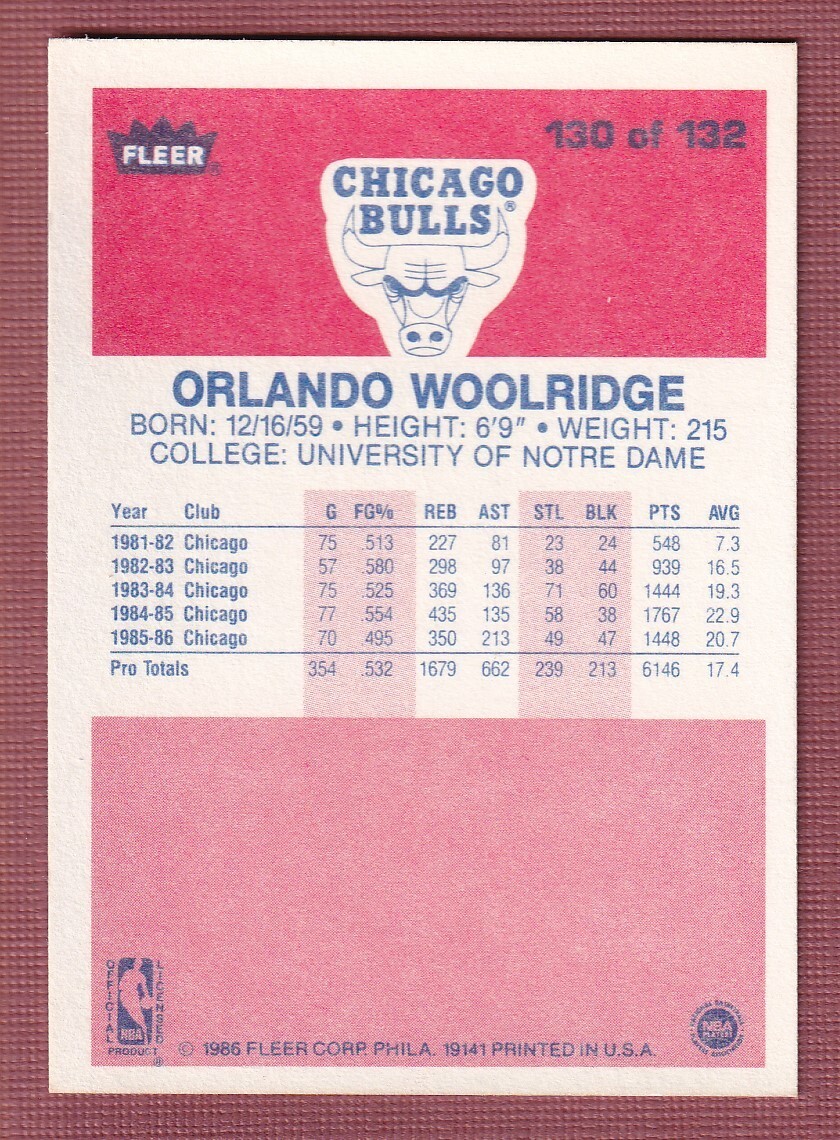 FLEER ®
130 of 132
CHICAGO
BULLS ®
ORLANDO WOOLRIDGE
BORN: 12/16/59 • HEIGHT: 6'9" • WEIGHT: 215
COLLEGE: UNIVERSITY OF NOTRE DAME
Year Club G FG% REB AST STL BLK PTS AVG
1981-82 Chicago 75 .513 227 81 23 24 548 7.3
1982-83 Chicago 57 .580 298 97 38 44 939 16.5
1983-84 Chicago 75 .525 369 136 71 60 1444 19.3
1984-85 Chicago 77 .554 435 135 58 38 1767 22.9
1985-86 Chicago 70 .495 350 213 49 47 1448 20.7
Pro Totals 354 .532 1679 662 239 213 6146 17.4
OFFICIAL
LICENSED
NBA
PRODUCT ®
© 1986 FLEER CORP. PHILA. 19141 PRINTED IN U.S.A.
NBA
PLAYERS